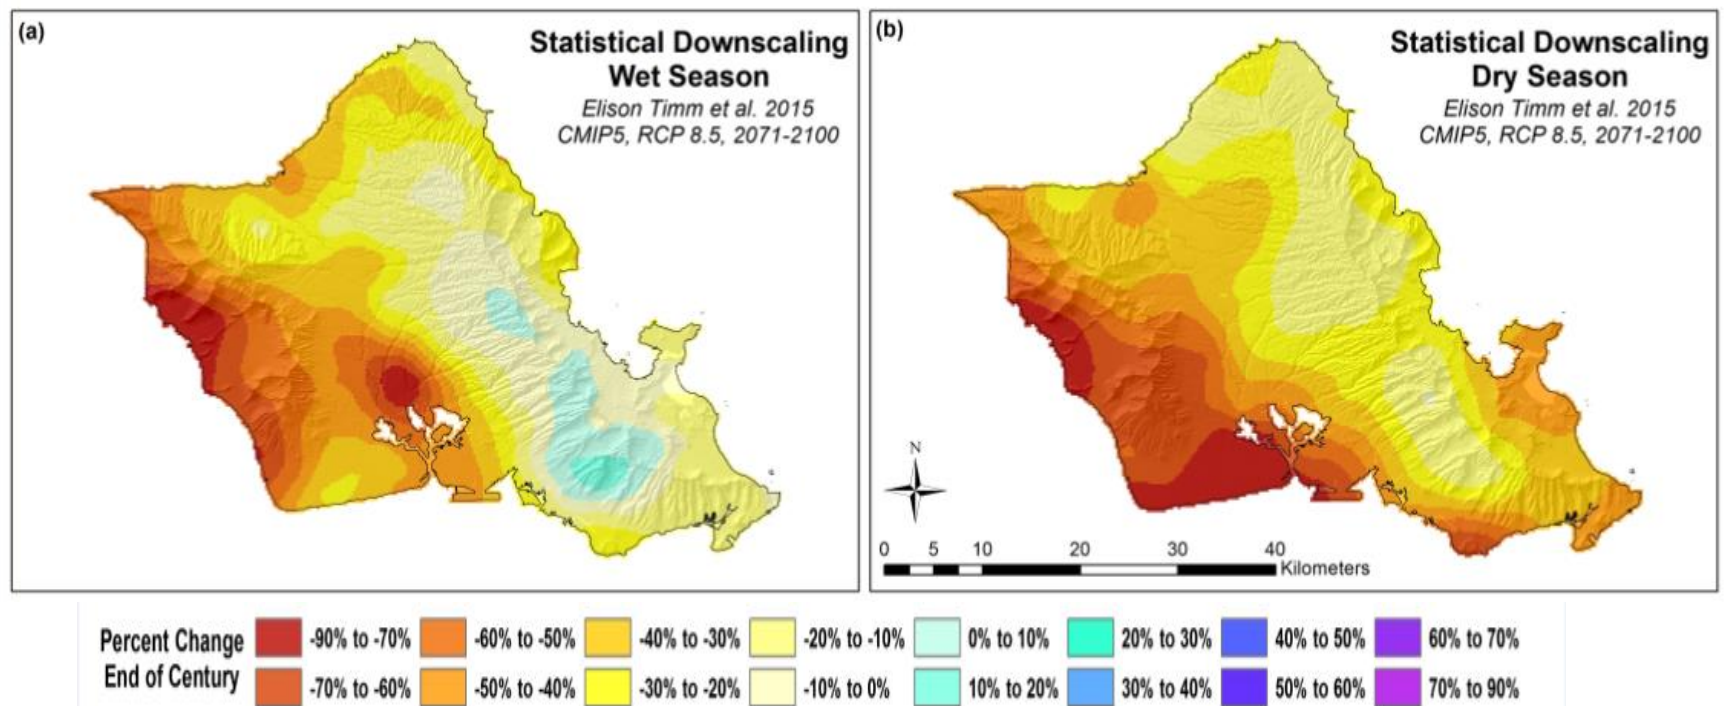 (a)
Statistical Downscaling
Wet Season
Elison Timm et al. 2015
CMIP5, RCP 8.5, 2071-2100
(b)
Statistical Downscaling
Dry Season
Elison Timm et al. 2015
CMIP5, RCP 8.5, 2071-2100
N
0 5 10 20 30 40
Kilometers
Percent Change
End of Century
-90% to -70% -60% to -50% -40% to -30% -20% to -10% 0% to 10% 20% to 30% 40% to 50% 60% to 70%
-70% to -60% -50% to -40% -30% to -20% -10% to 0% 10% to 20% 30% to 40% 50% to 60% 70% to 90%